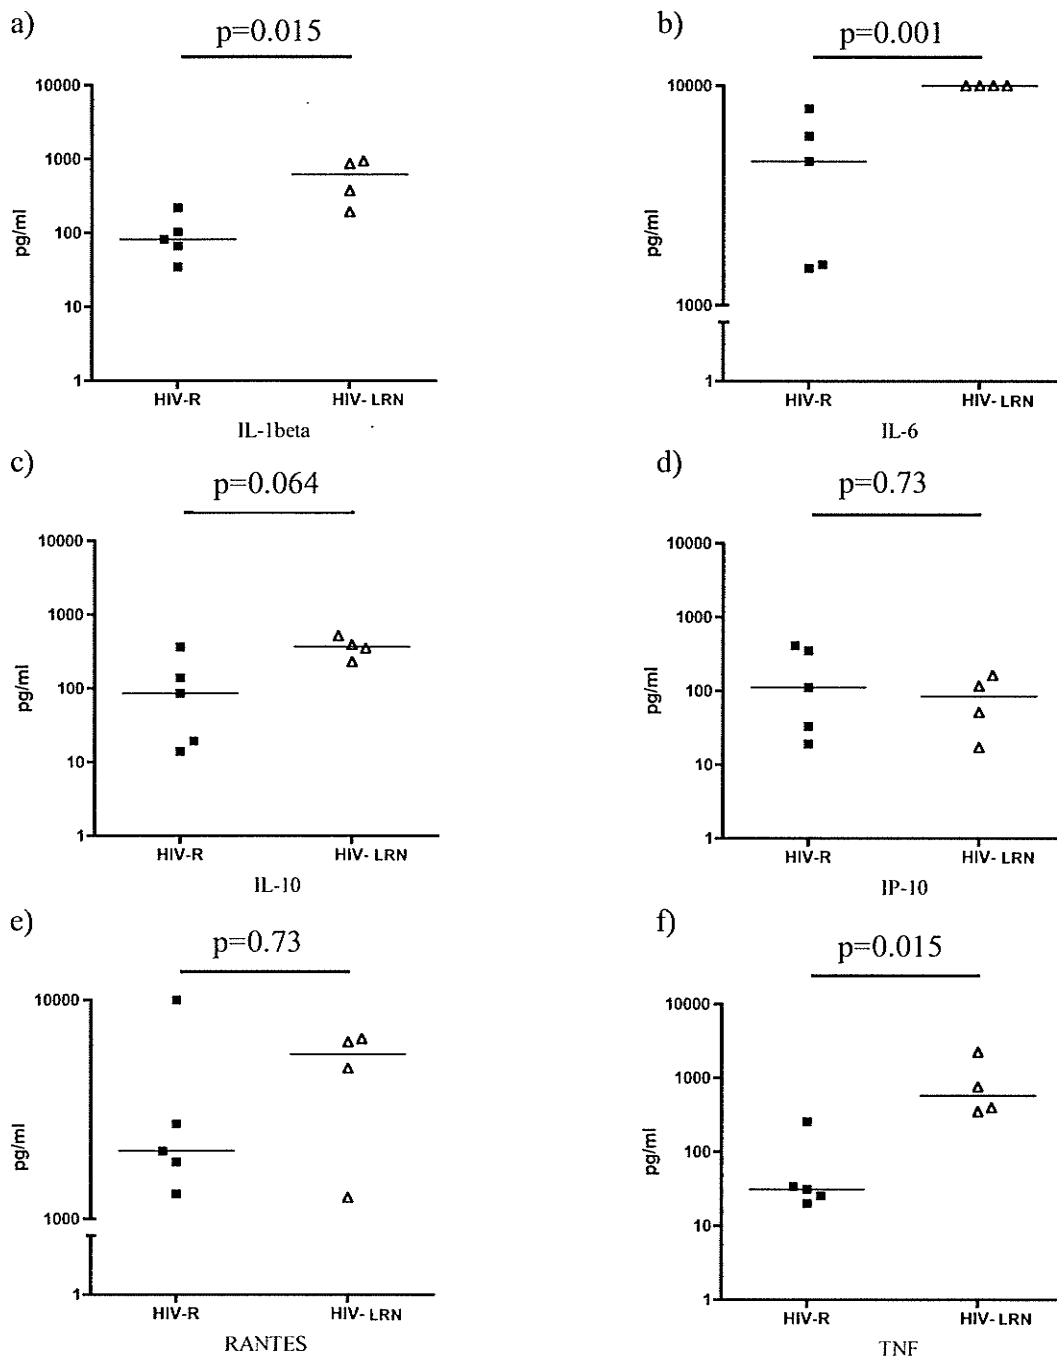 a)
p=0.015
10000
1000
100
10
1
pg/ml
HIV-R
HIV- LRN
IL-1beta
b)
p=0.001
10000
1000
1
pg/ml
HIV-R
HIV- LRN
IL-6
c)
p=0.064
10000
1000
100
10
1
pg/ml
HIV-R
HIV- LRN
IL-10
d)
p=0.73
10000
1000
100
10
1
pg/ml
HIV-R
HIV- LRN
IP-10
e)
p=0.73
10000
1000
1
pg/ml
HIV-R
HIV- LRN
RANTES
f)
p=0.015
10000
1000
100
10
1
pg/ml
HIV-R
HIV- LRN
TNF